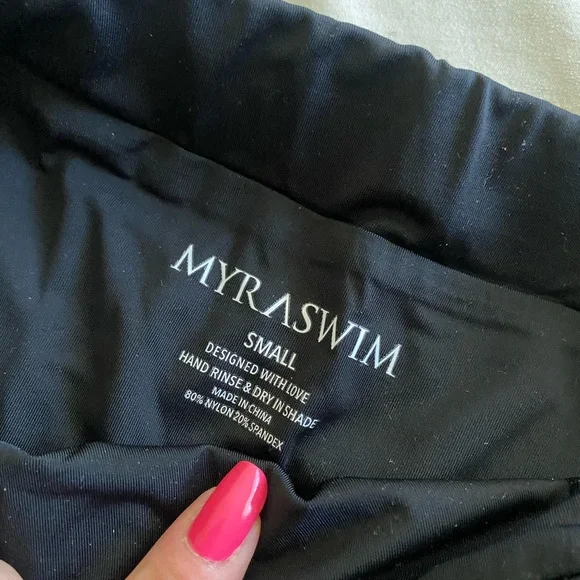 MYRASWIM
SMALL
DESIGNED WITH LOVE
HAND RINSE & DRY IN SHADE
MADE IN CHINA
80% NYLON 20% SPANDEX